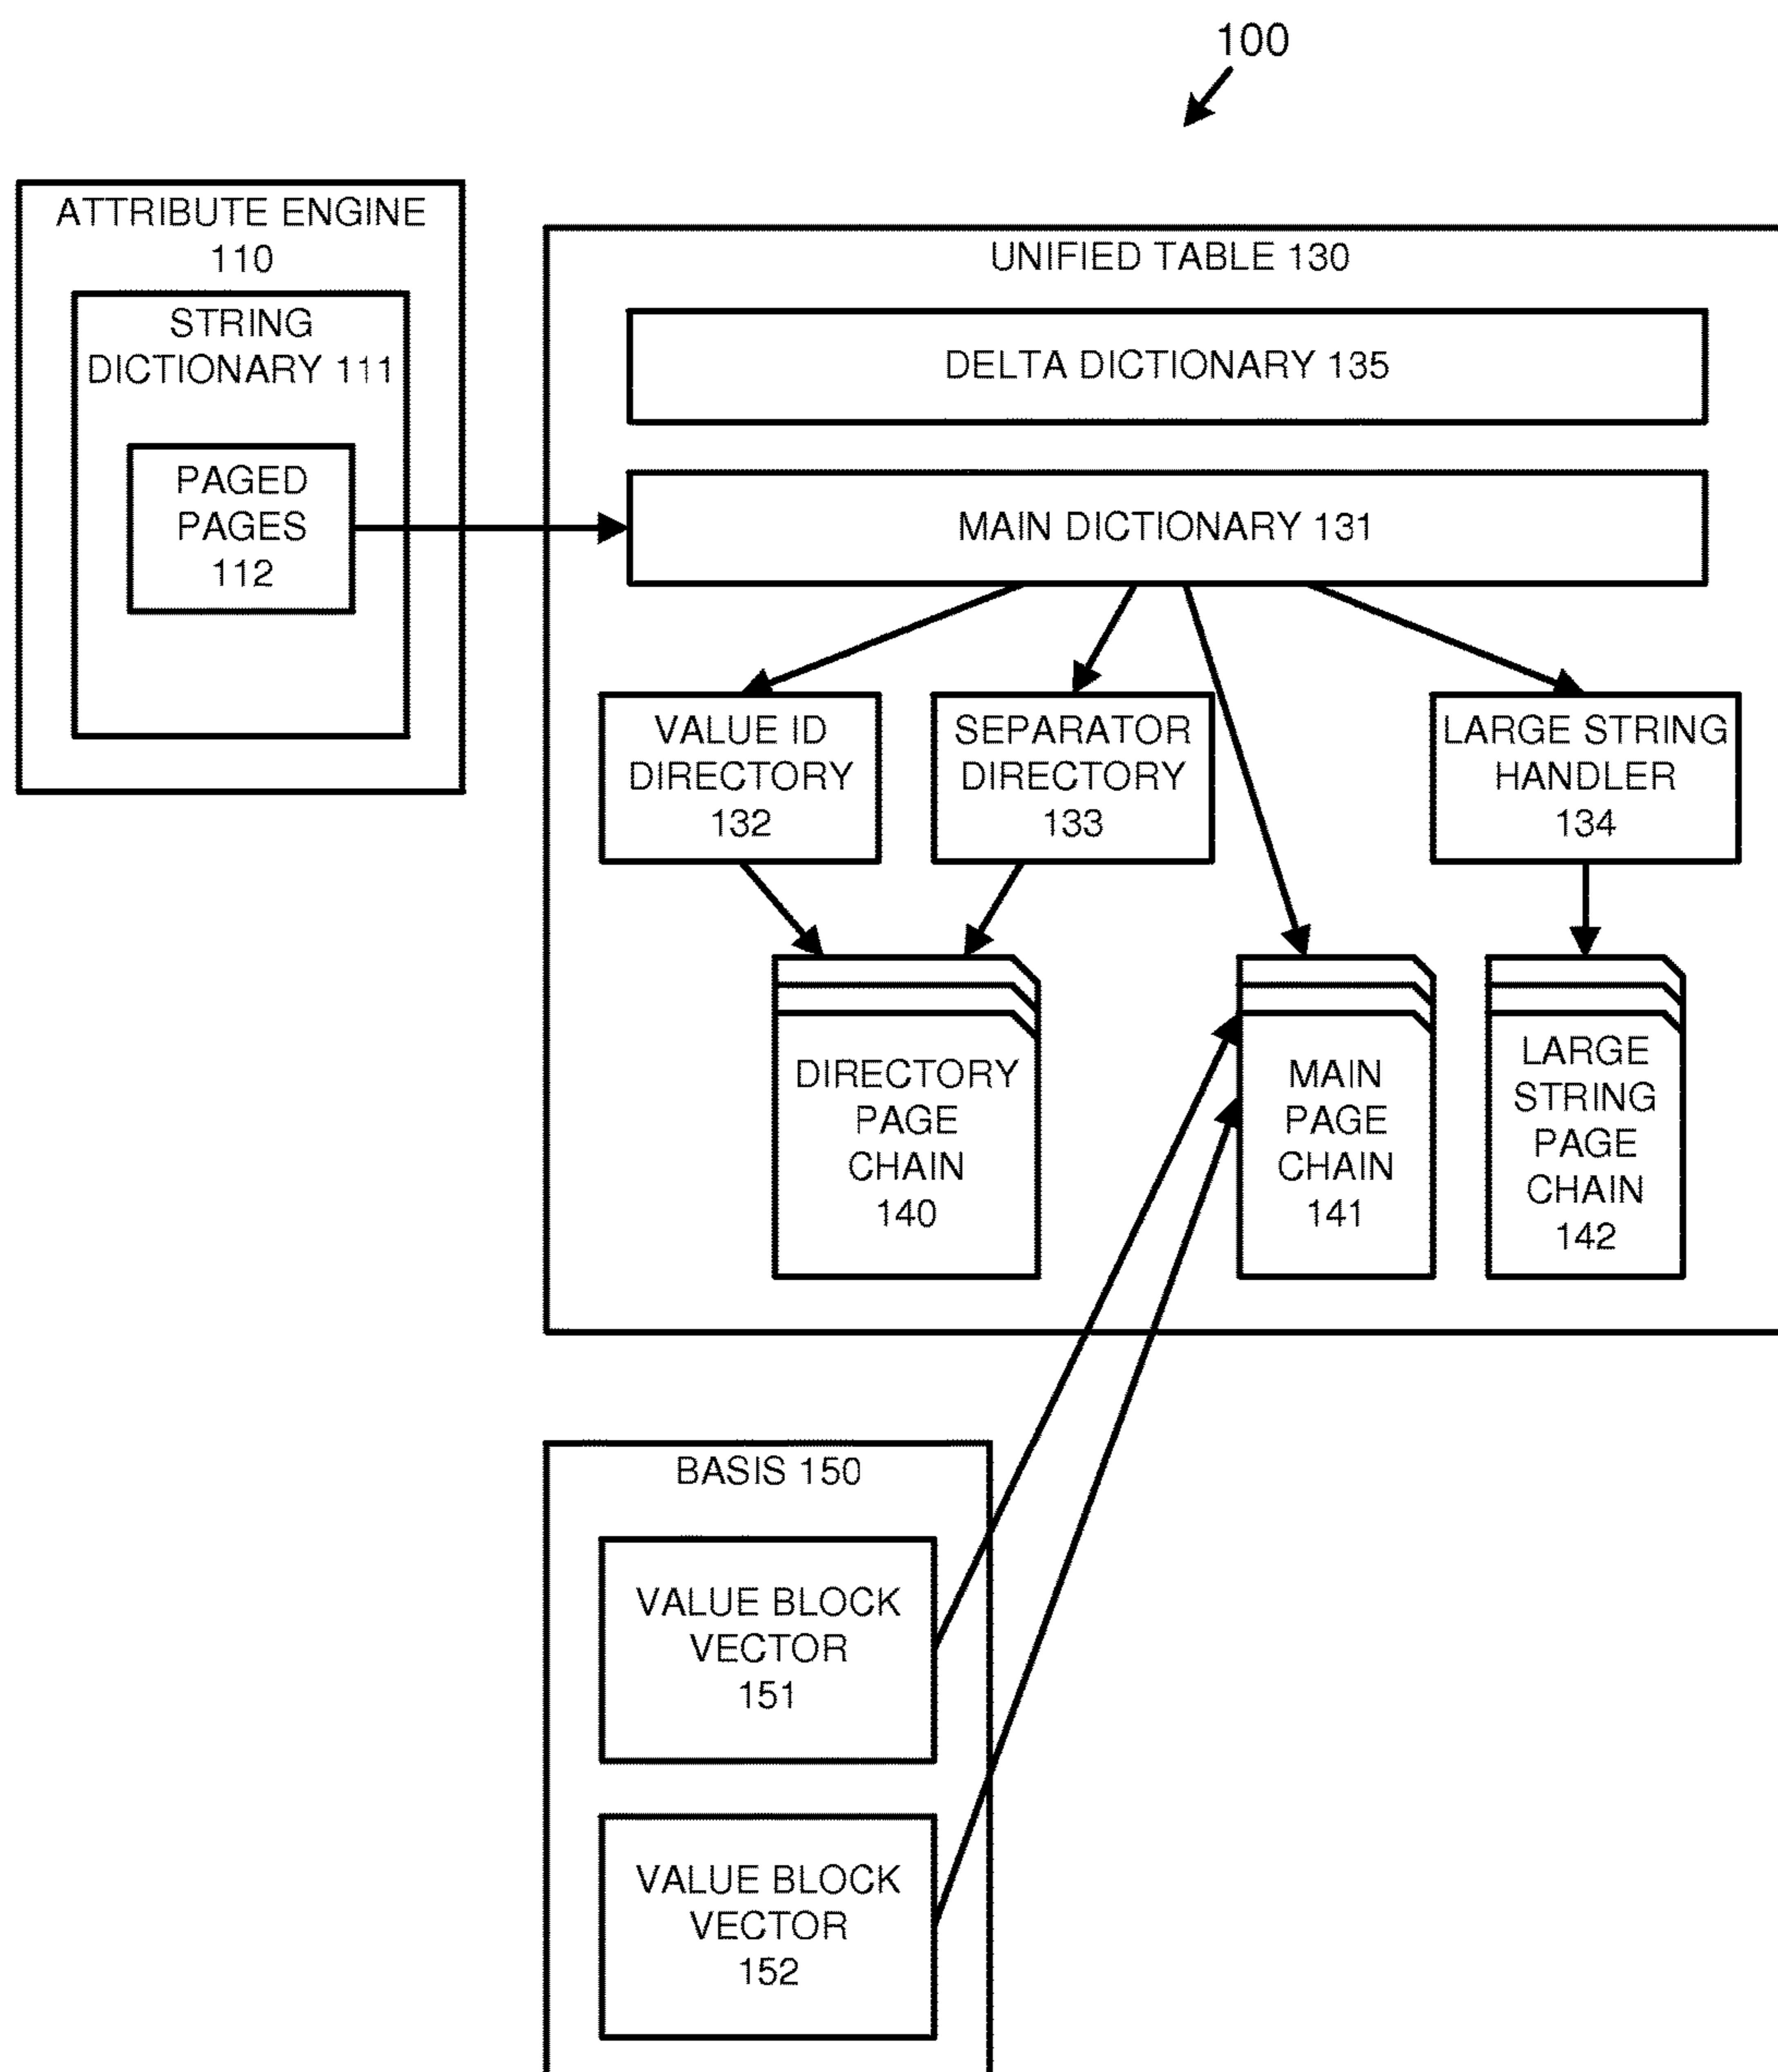 100
ATTRIBUTE ENGINE
110
STRING
DICTIONARY 111
PAGED
PAGES
112
UNIFIED TABLE 130
DELTA DICTIONARY 135
MAIN DICTIONARY 131
VALUE ID
DIRECTORY
132
SEPARATOR
DIRECTORY
133
LARGE STRING
HANDLER
134
DIRECTORY
PAGE
CHAIN
140
MAIN
PAGE
CHAIN
141
LARGE
STRING
PAGE
CHAIN
142
BASIS 150
VALUE BLOCK
VECTOR
151
VALUE BLOCK
VECTOR
152